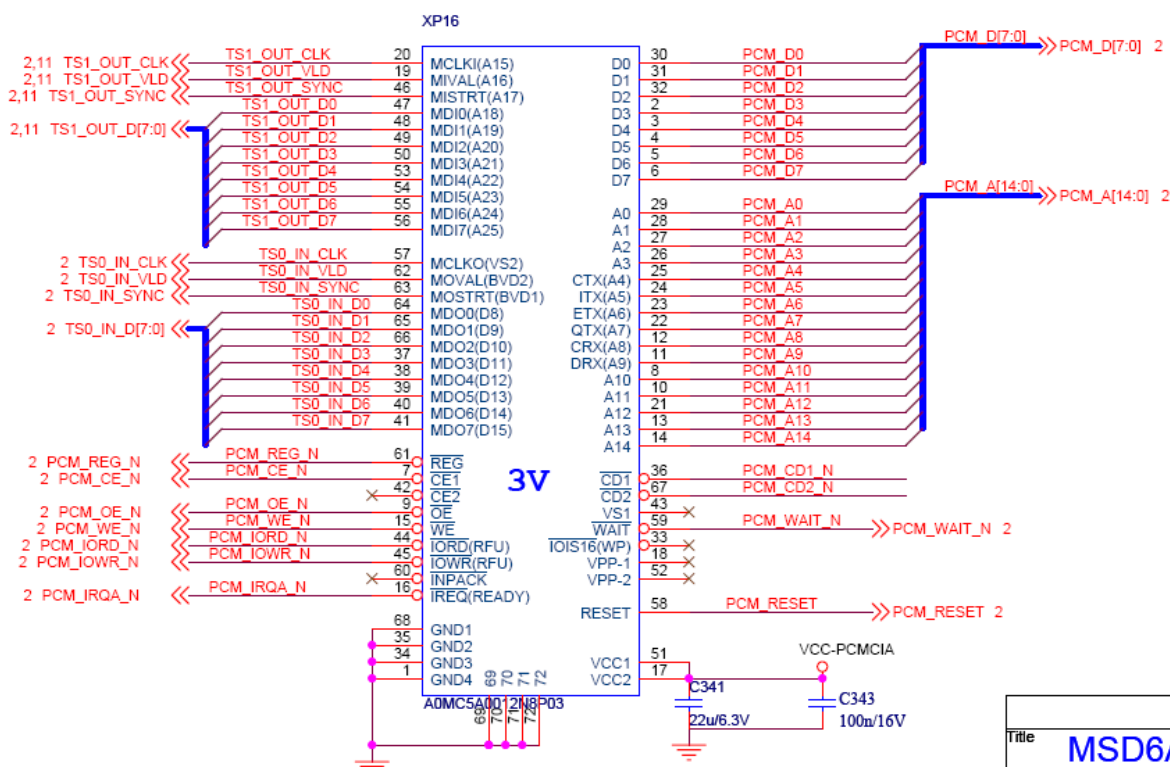 XP16
2,11 TS1_OUT_CLK TS1_OUT_CLK 20 MCLKI(A15) D0 30 PCM_D0 PCM_D[7:0] PCM_D[7:0] 2
2,11 TS1_OUT_VLD TS1_OUT_VLD 19 MIVAL(A16) D1 31 PCM_D1
2,11 TS1_OUT_SYNC TS1_OUT_SYNC 46 MISTRT(A17) D2 32 PCM_D2
TS1_OUT_D0 47 MDI0(A18) D3 2 PCM_D3
2,11 TS1_OUT_D[7:0] TS1_OUT_D1 48 MDI1(A19) D4 3 PCM_D4
TS1_OUT_D2 49 MDI2(A20) D5 4 PCM_D5
TS1_OUT_D3 50 MDI3(A21) D6 5 PCM_D6
TS1_OUT_D4 53 MDI4(A22) D7 6 PCM_D7
TS1_OUT_D5 54 MDI5(A23) PCM_A[14:0] PCM_A[14:0] 2
TS1_OUT_D6 55 MDI6(A24) A0 29 PCM_A0
TS1_OUT_D7 56 MDI7(A25) A1 28 PCM_A1
A2 27 PCM_A2
2 TS0_IN_CLK TS0_IN_CLK 57 MCLKO(VS2) A3 26 PCM_A3
2 TS0_IN_VLD TS0_IN_VLD 62 MOVAL(BVD2) CTX(A4) 25 PCM_A4
2 TS0_IN_SYNC TS0_IN_SYNC 63 MOSTRT(BVD1) ITX(A5) 24 PCM_A5
TS0_IN_D0 64 MDO0(D8) ETX(A6) 23 PCM_A6
2 TS0_IN_D[7:0] TS0_IN_D1 65 MDO1(D9) QTX(A7) 22 PCM_A7
TS0_IN_D2 66 MDO2(D10) CRX(A8) 12 PCM_A8
TS0_IN_D3 37 MDO3(D11) DRX(A9) 11 PCM_A9
TS0_IN_D4 38 MDO4(D12) A10 8 PCM_A10
TS0_IN_D5 39 MDO5(D13) A11 10 PCM_A11
TS0_IN_D6 40 MDO6(D14) A12 21 PCM_A12
TS0_IN_D7 41 MDO7(D15) A13 13 PCM_A13
A14 14 PCM_A14
2 PCM_REG_N PCM_REG_N 61 REG
2 PCM_CE_N PCM_CE_N 7 CE1 3V CD1 36 PCM_CD1_N
42 CE2 CD2 67 PCM_CD2_N
2 PCM_OE_N PCM_OE_N 9 OE VS1 43
2 PCM_WE_N PCM_WE_N 15 WE WAIT 59 PCM_WAIT_N PCM_WAIT_N 2
2 PCM_IORD_N PCM_IORD_N 44 IORD(RFU) IOIS16(WP) 33
2 PCM_IOWR_N PCM_IOWR_N 45 IOWR(RFU) VPP-1 18
60 INPACK VPP-2 52
2 PCM_IRQA_N PCM_IRQA_N 16 IREQ(READY)
RESET 58 PCM_RESET PCM_RESET 2
68 GND1
35 GND2
34 GND3 VCC1 51 VCC-PCMCIA
1 GND4 VCC2 17
69 70 71 72
C341
A0MC5A0012N8P03 C343
69 70 71 72 22u/6.3V 100n/16V
Title MSD6A